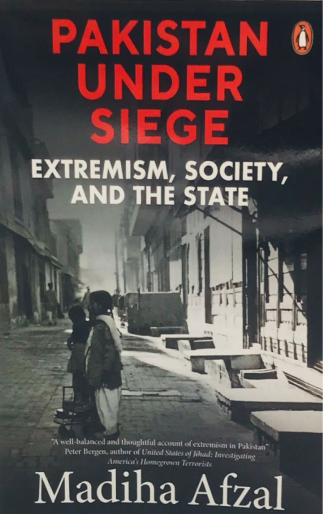 PAKISTAN
UNDER
SIEGE
EXTREMISM, SOCIETY,
AND THE STATE
"A well-balanced and thoughtful account of extremism in Pakistan"
Peter Bergen, author of United States of Jihad: Investigating
America's Homegrown Terrorists
Madiha Afzal